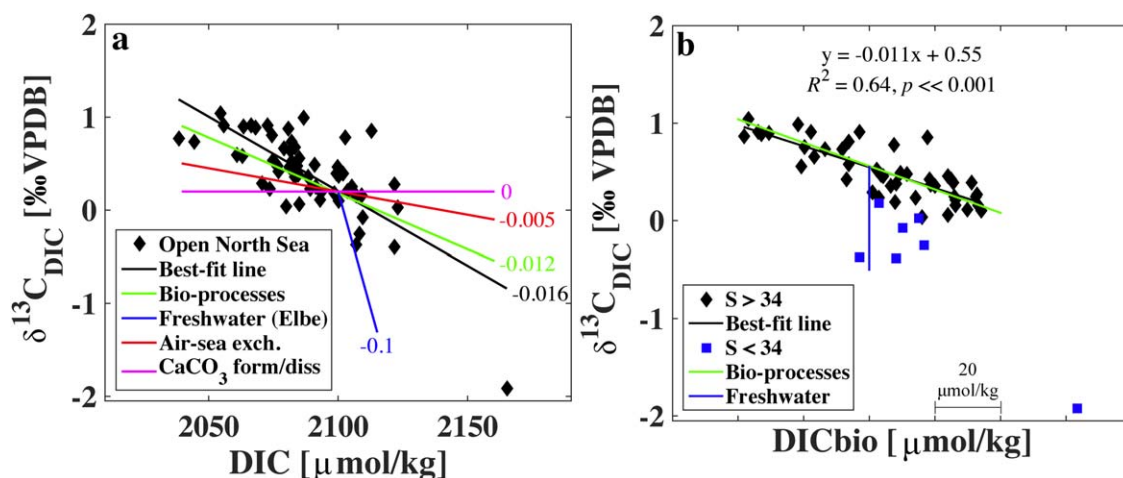 a
δ¹³C_DIC [‰ VPDB]
2
1
0
-1
-2
0
-0.005
-0.012
-0.016
-0.1
Open North Sea
Best-fit line
Bio-processes
Freshwater (Elbe)
Air-sea exch.
CaCO₃ form/diss
2050 2100 2150
DIC [µmol/kg]
b
δ¹³C_DIC [‰ VPDB]
2
1
0
-1
-2
y = -0.011x + 0.55
R² = 0.64, p << 0.001
S > 34
Best-fit line
S < 34
Bio-processes
Freshwater
20
µmol/kg
DICbio [µmol/kg]